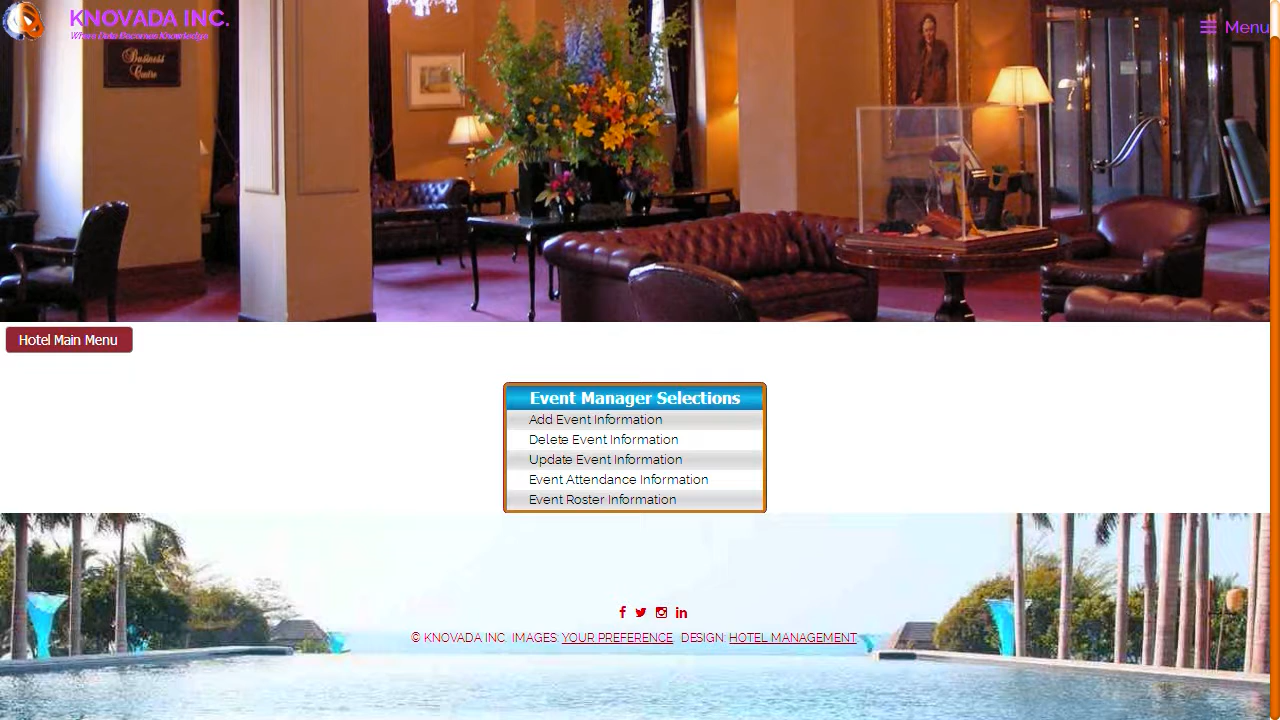 KNOVADA INC.
Where Data Becomes Knowledge
Menu
Business
Centre
Hotel Main Menu
Event Manager Selections
Add Event Information
Delete Event Information
Update Event Information
Event Attendance Information
Event Roster Information
© KNOVADA INC. IMAGES: YOUR PREFERENCE DESIGN: HOTEL MANAGEMENT